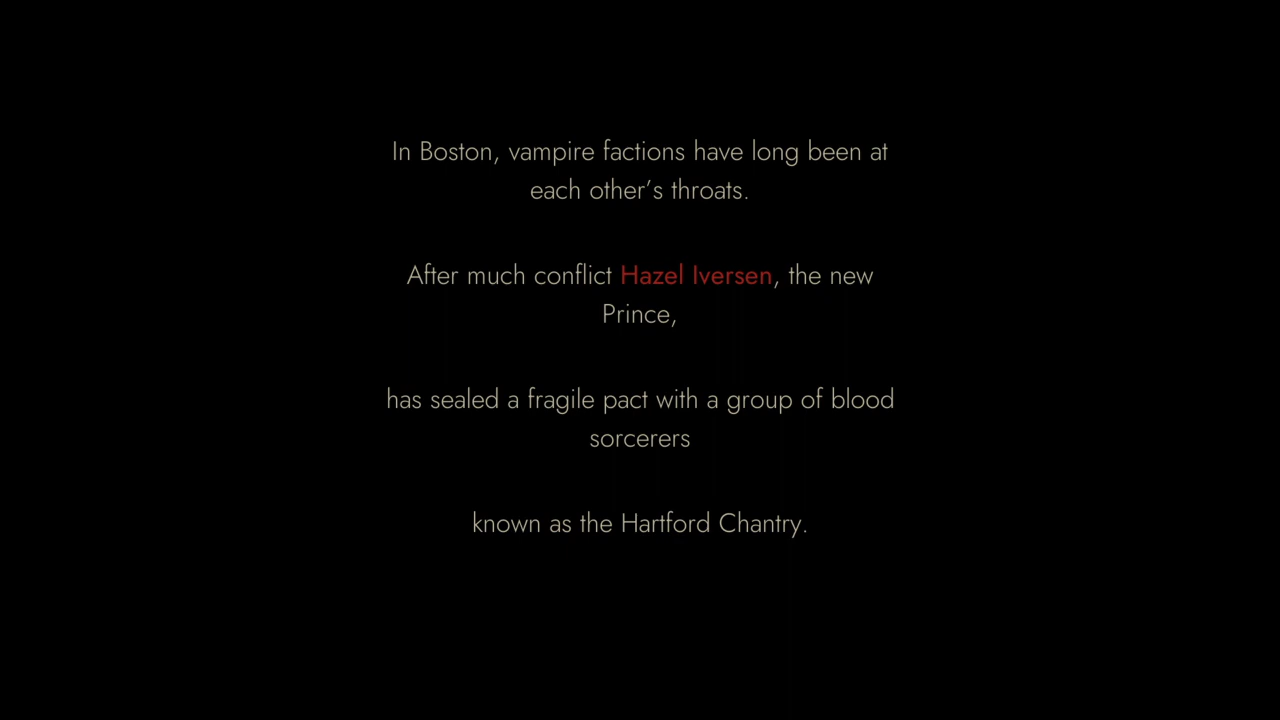 In Boston, vampire factions have long been at
each other’s throats.
After much conflict Hazel Iversen, the new
Prince,
has sealed a fragile pact with a group of blood
sorcerers
known as the Hartford Chantry.